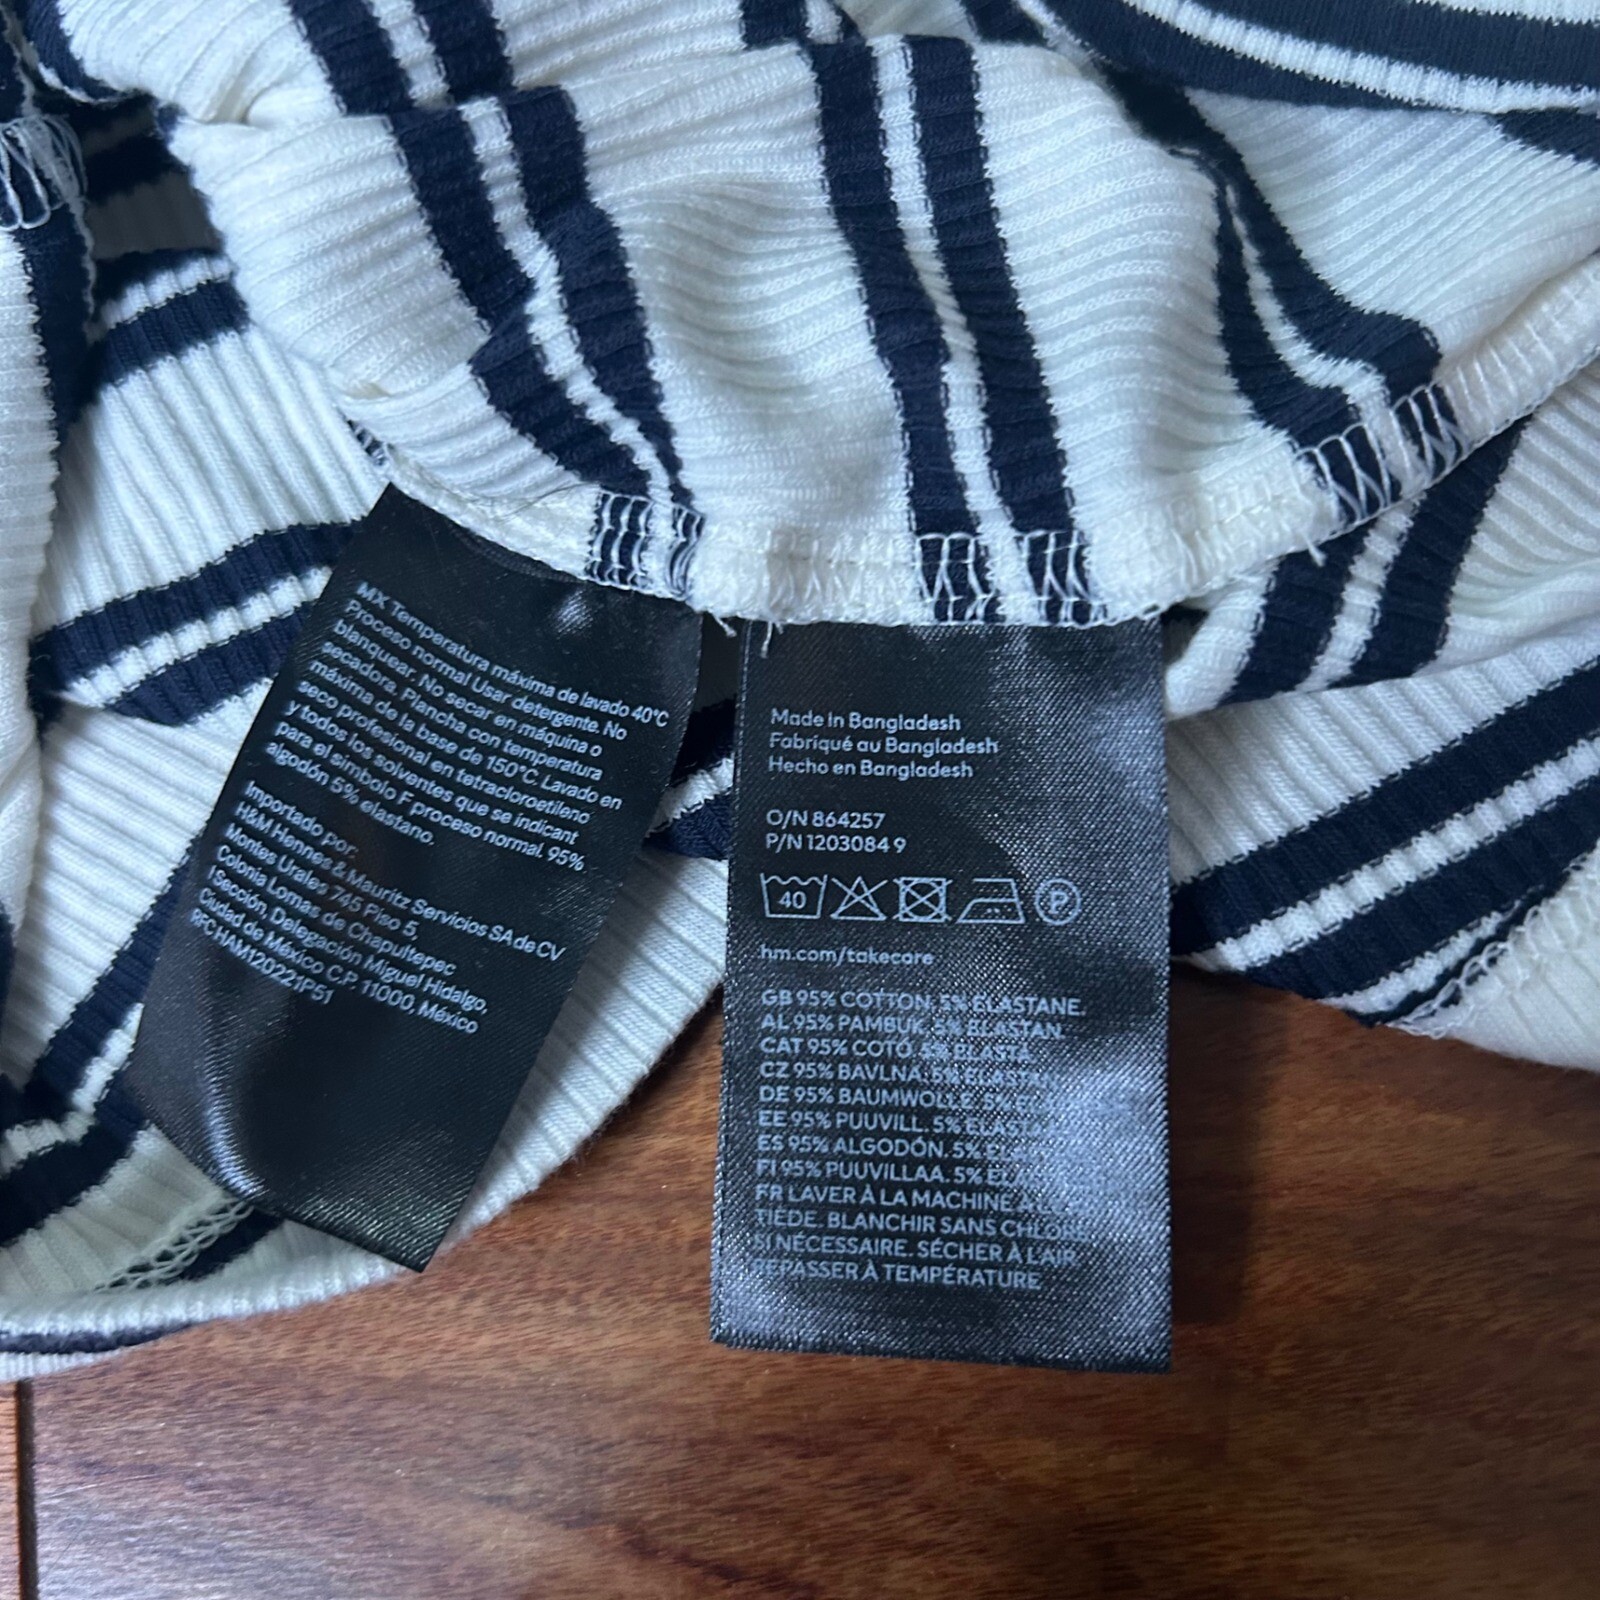 MX Temperatura máxima de lavado 40°C
Proceso normal Usar detergente. No
blanquear. No secar en máquina o
secadora. Plancha con temperatura
máxima de la base de 150°C. Lavado en
seco profesional en tetracloroetileno
y todos los solventes que se indicant
para el simbolo F proceso normal. 95%
algodón 5% elastano.
Importado por:
H&M Hennes & Mauritz Servicios SA de CV
Montes Urales 745 Piso 5,
Colonia Lomas de Chapultepec
I Sección, Delegación Miguel Hidalgo,
Ciudad de México C.P. 11000, México
RFC HAM120221P51
Made in Bangladesh
Fabriqué au Bangladesh
Hecho en Bangladesh
O/N 864257
P/N 1203084 9
40 P
hm.com/takecare
GB 95% COTTON. 5% ELASTANE.
AL 95% PAMBUK. 5% ELASTAN.
CAT 95% COTÓ. 5% ELASTÀ.
CZ 95% BAVLNA. 5% ELASTAN.
DE 95% BAUMWOLLE. 5%
EE 95% PUUVILL. 5% ELASTAAN.
ES 95% ALGODÓN. 5%
FI 95% PUUVILLAA. 5%
FR LAVER À LA MACHINE À
TIÈDE. BLANCHIR SANS CHLORE
SI NÉCESSAIRE. SÉCHER À L'AIR.
REPASSER À TEMPÉRATURE